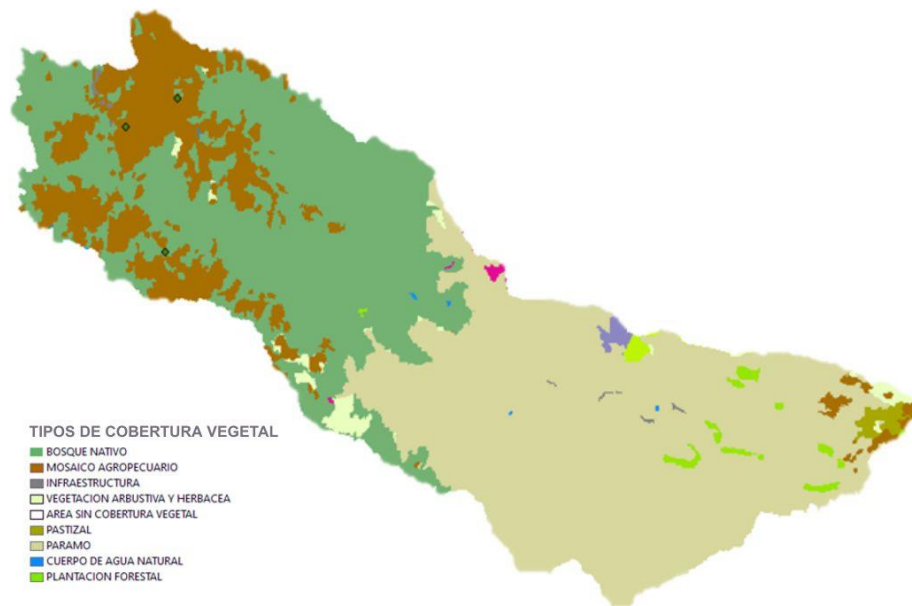 TIPOS DE COBERTURA VEGETAL
BOSQUE NATIVO
MOSAICO AGROPECUARIO
INFRAESTRUCTURA
VEGETACION ARBUSTIVA Y HERBACEA
AREA SIN COBERTURA VEGETAL
PASTIZAL
PARAMO
CUERPO DE AGUA NATURAL
PLANTACION FORESTAL